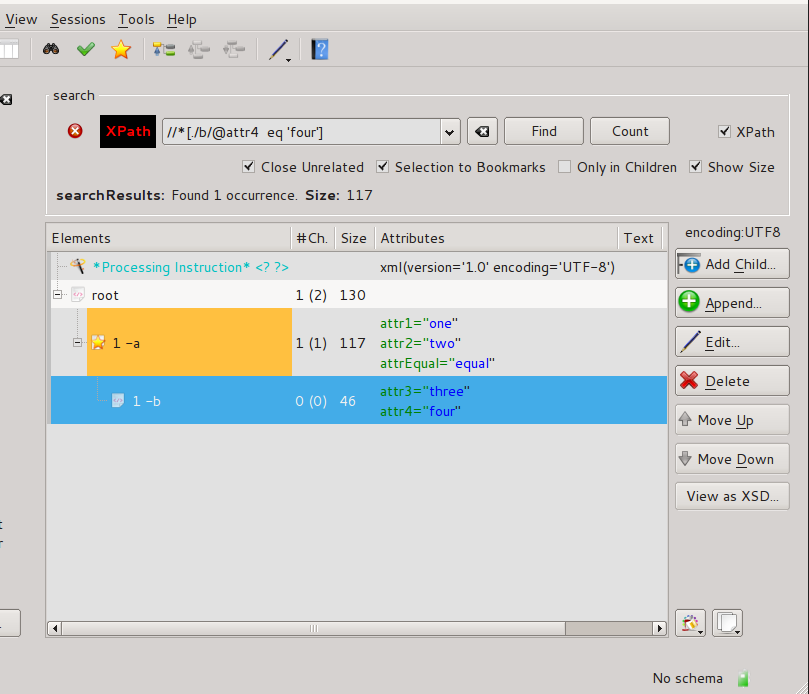 View Sessions Tools Help
search
XPath //*[./b/@attr4  eq 'four'] Find Count XPath
Close Unrelated Selection to Bookmarks Only in Children Show Size
searchResults: Found 1 occurrence. Size: 117
encoding:UTF8
Elements #Ch. Size Attributes Text
*Processing Instruction* <? ?> xml(version='1.0' encoding='UTF-8')
root 1 (2) 130
1 -a 1 (1) 117
attr1="one"
attr2="two"
attrEqual="equal"
1 -b 0 (0) 46
attr3="three"
attr4="four"
Add Child...
Append...
Edit...
Delete
Move Up
Move Down
View as XSD...
No schema